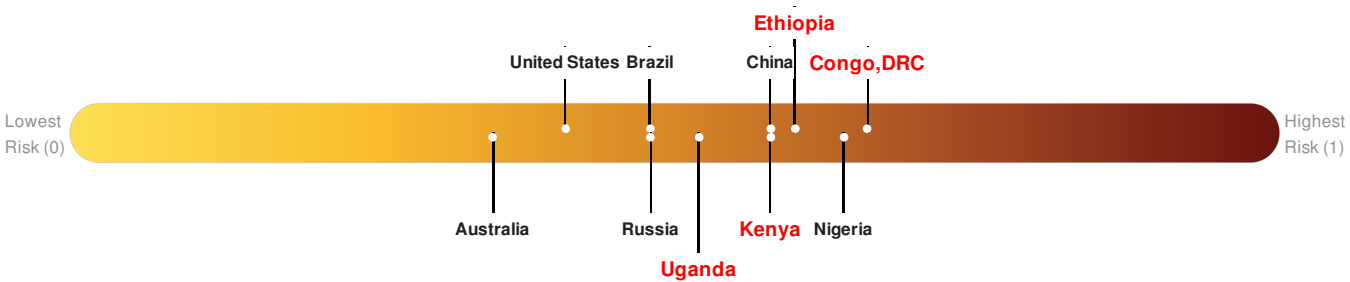 Ethiopia
United States Brazil China Congo,DRC
Lowest
Risk (0)
Highest
Risk (1)
Australia Russia Kenya Nigeria
Uganda